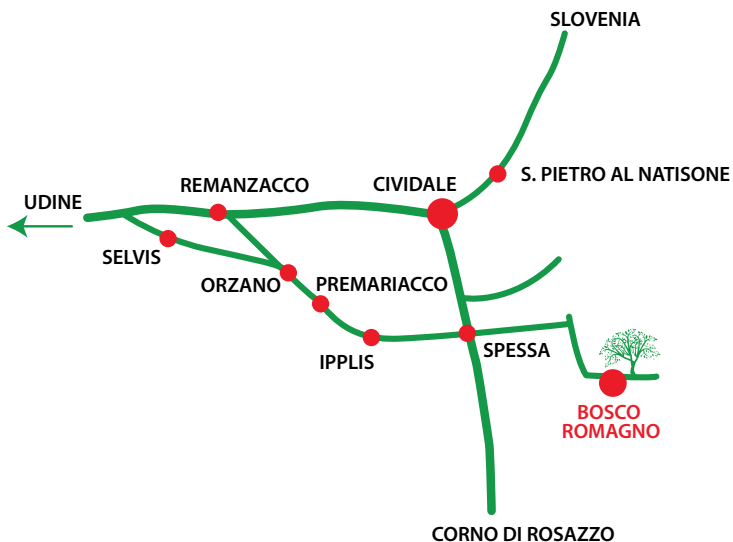 SLOVENIA
S. PIETRO AL NATISONE
REMANZACCO
CIVIDALE
UDINE
SELVIS
ORZANO
PREMARIACCO
IPPLIS
SPESSA
BOSCO
ROMAGNO
CORNO DI ROSAZZO